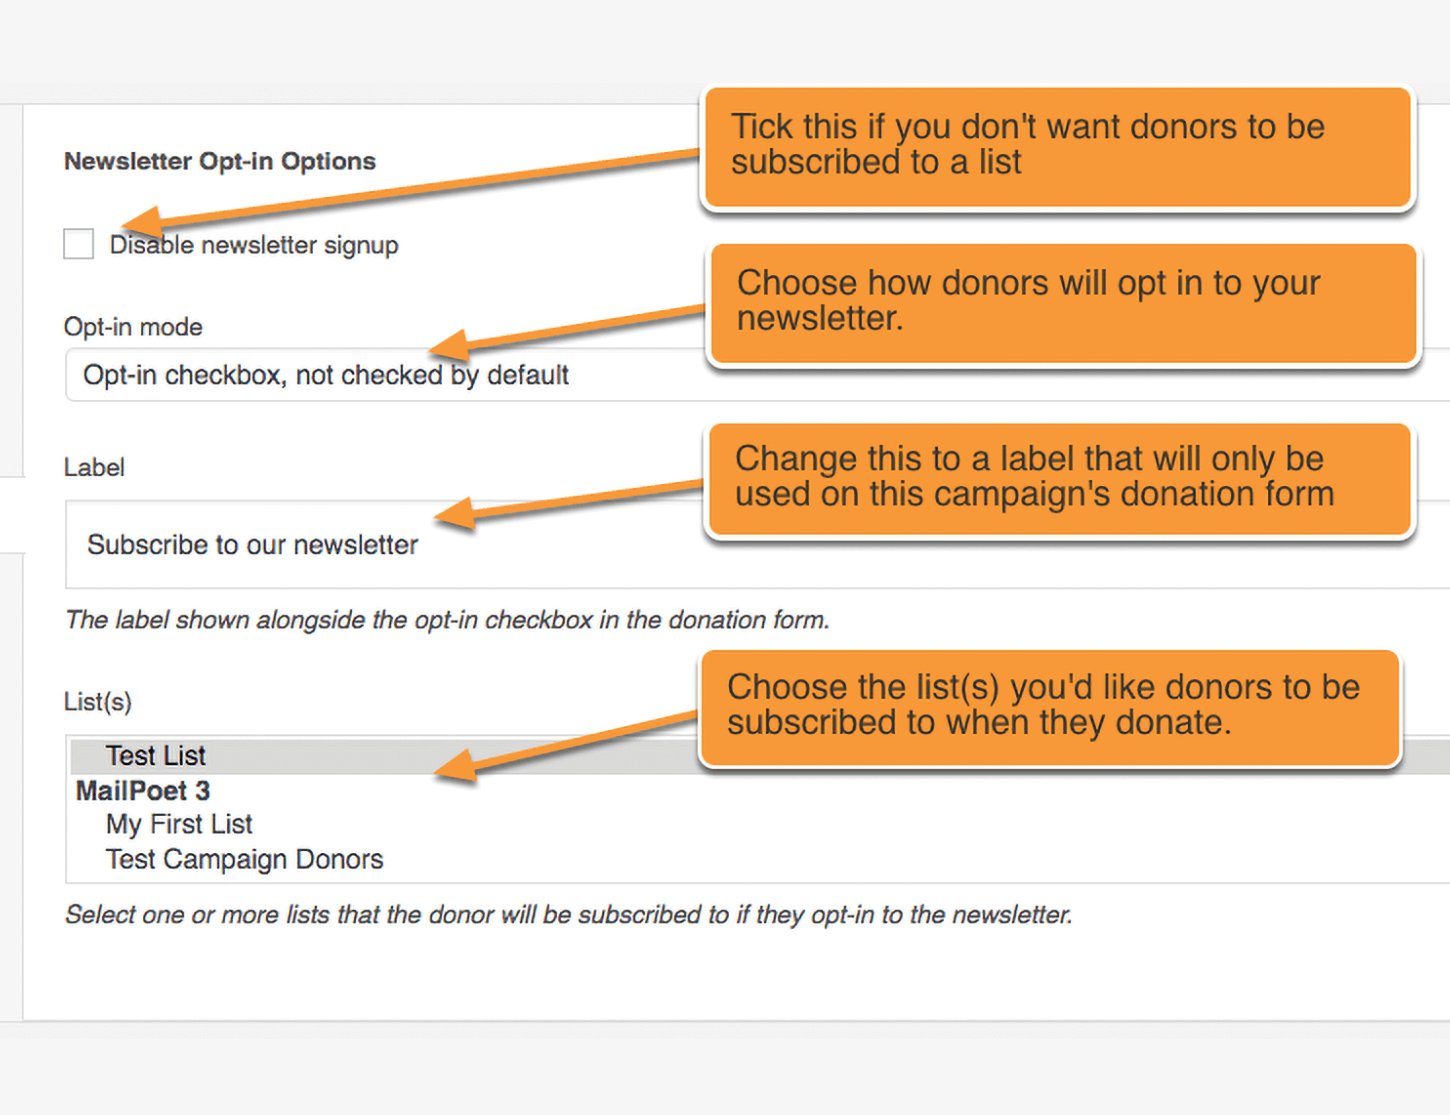 Tick this if you don't want donors to be
subscribed to a list
Newsletter Opt-in Options
Disable newsletter signup
Choose how donors will opt in to your
newsletter.
Opt-in mode
Opt-in checkbox, not checked by default
Change this to a label that will only be
used on this campaign's donation form
Label
Subscribe to our newsletter
The label shown alongside the opt-in checkbox in the donation form.
Choose the list(s) you'd like donors to be
subscribed to when they donate.
List(s)
Test List
MailPoet 3
My First List
Test Campaign Donors
Select one or more lists that the donor will be subscribed to if they opt-in to the newsletter.